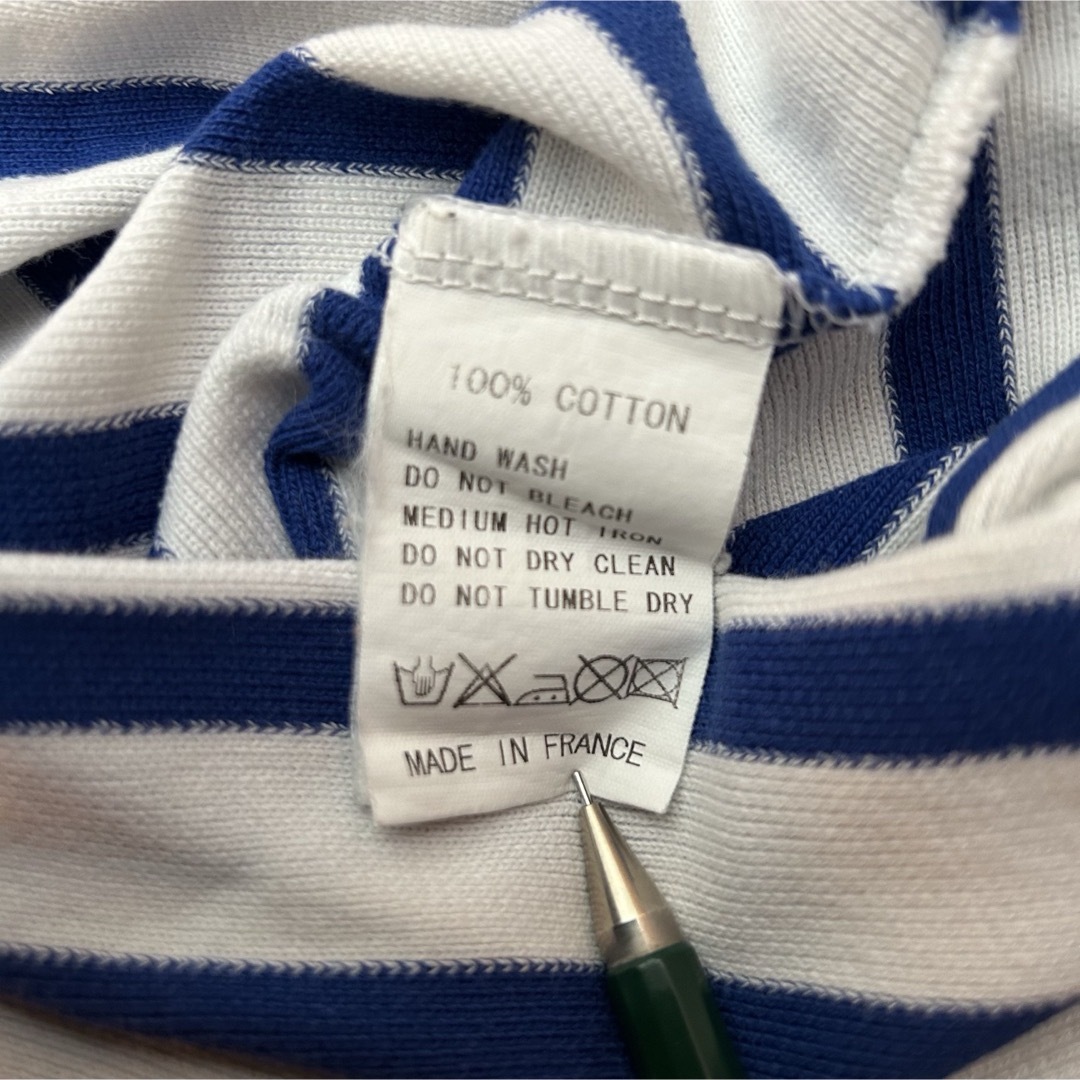 100% COTTON
HAND WASH
DO NOT BLEACH
MEDIUM HOT IRON
DO NOT DRY CLEAN
DO NOT TUMBLE DRY
MADE IN FRANCE